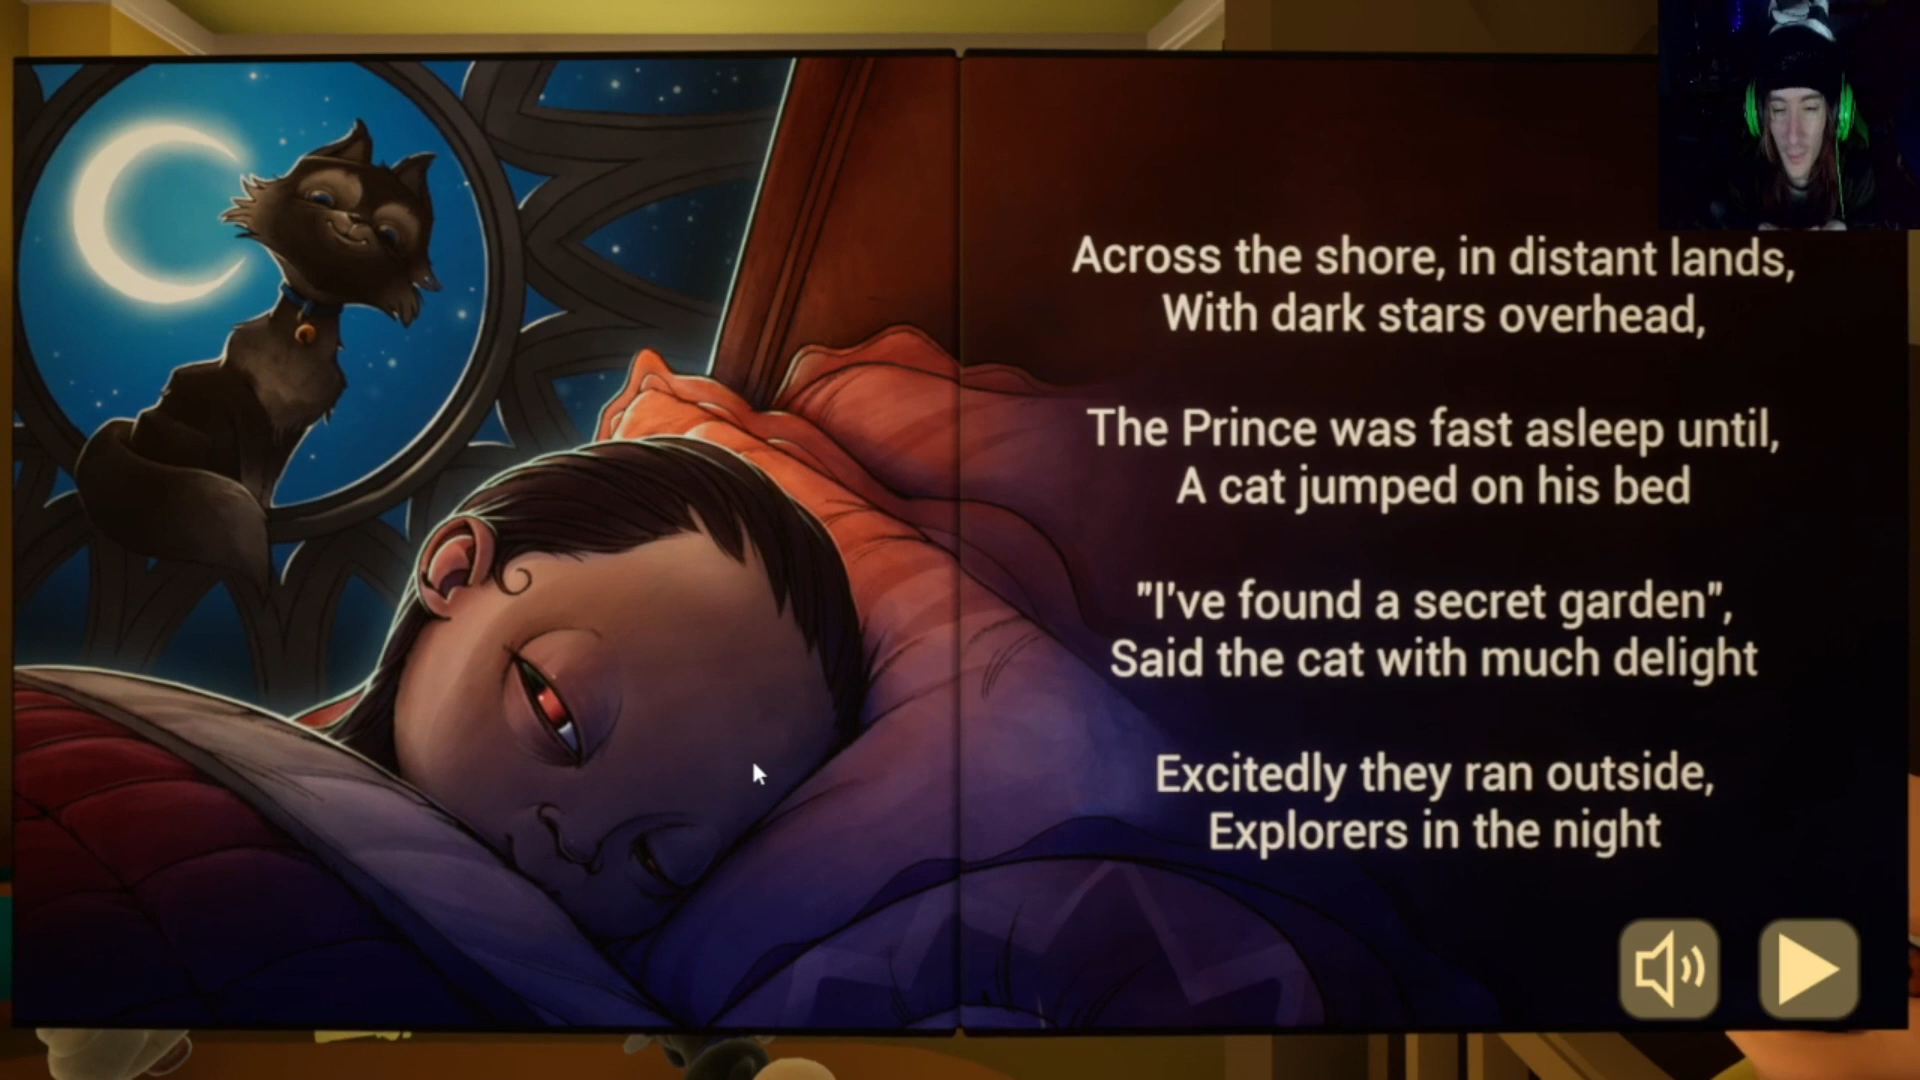 Across the shore, in distant lands,
With dark stars overhead,
The Prince was fast asleep until,
A cat jumped on his bed
"I've found a secret garden",
Said the cat with much delight
Excitedly they ran outside,
Explorers in the night